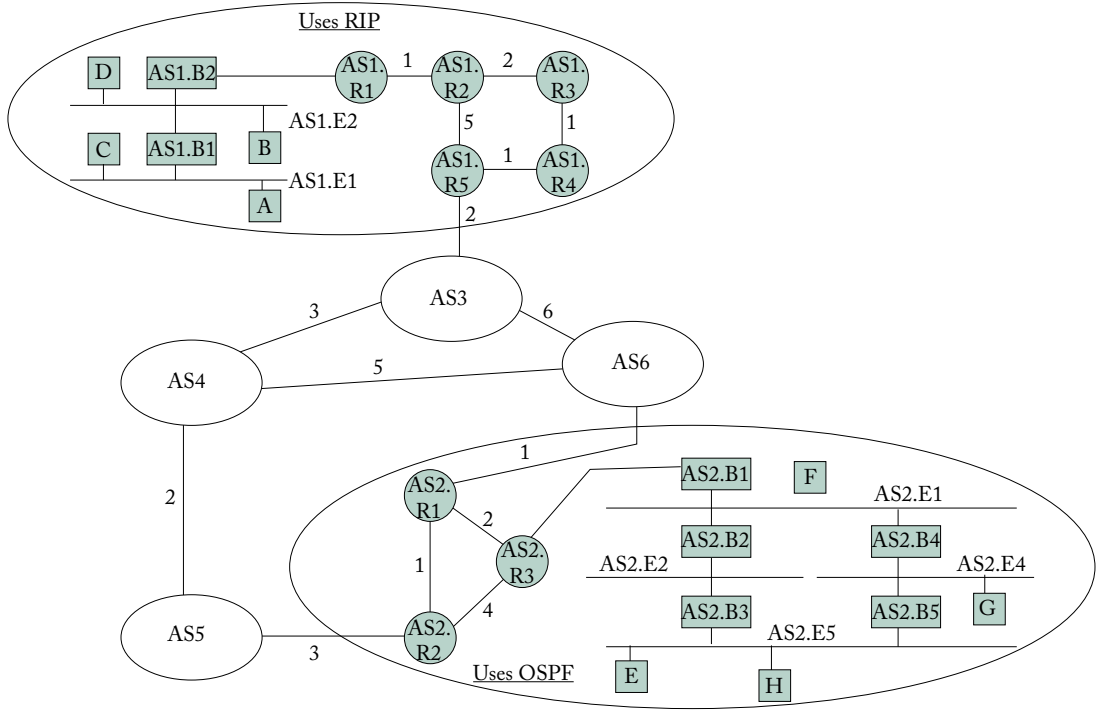 Uses RIP
D
AS1.B2
AS1.
R1
1
AS1.
R2
2
AS1.
R3
AS1.E2
5
1
C
AS1.B1
B
AS1.
R5
1
AS1.
R4
AS1.E1
A
2
AS3
3
6
AS4
5
AS6
2
1
AS2.
R1
AS2.B1
F
AS2.E1
2
AS2.
R3
AS2.B2
AS2.B4
1
AS2.E2
AS2.E4
4
AS2.B3
AS2.B5
G
AS5
3
AS2.
R2
AS2.E5
Uses OSPF
E
H